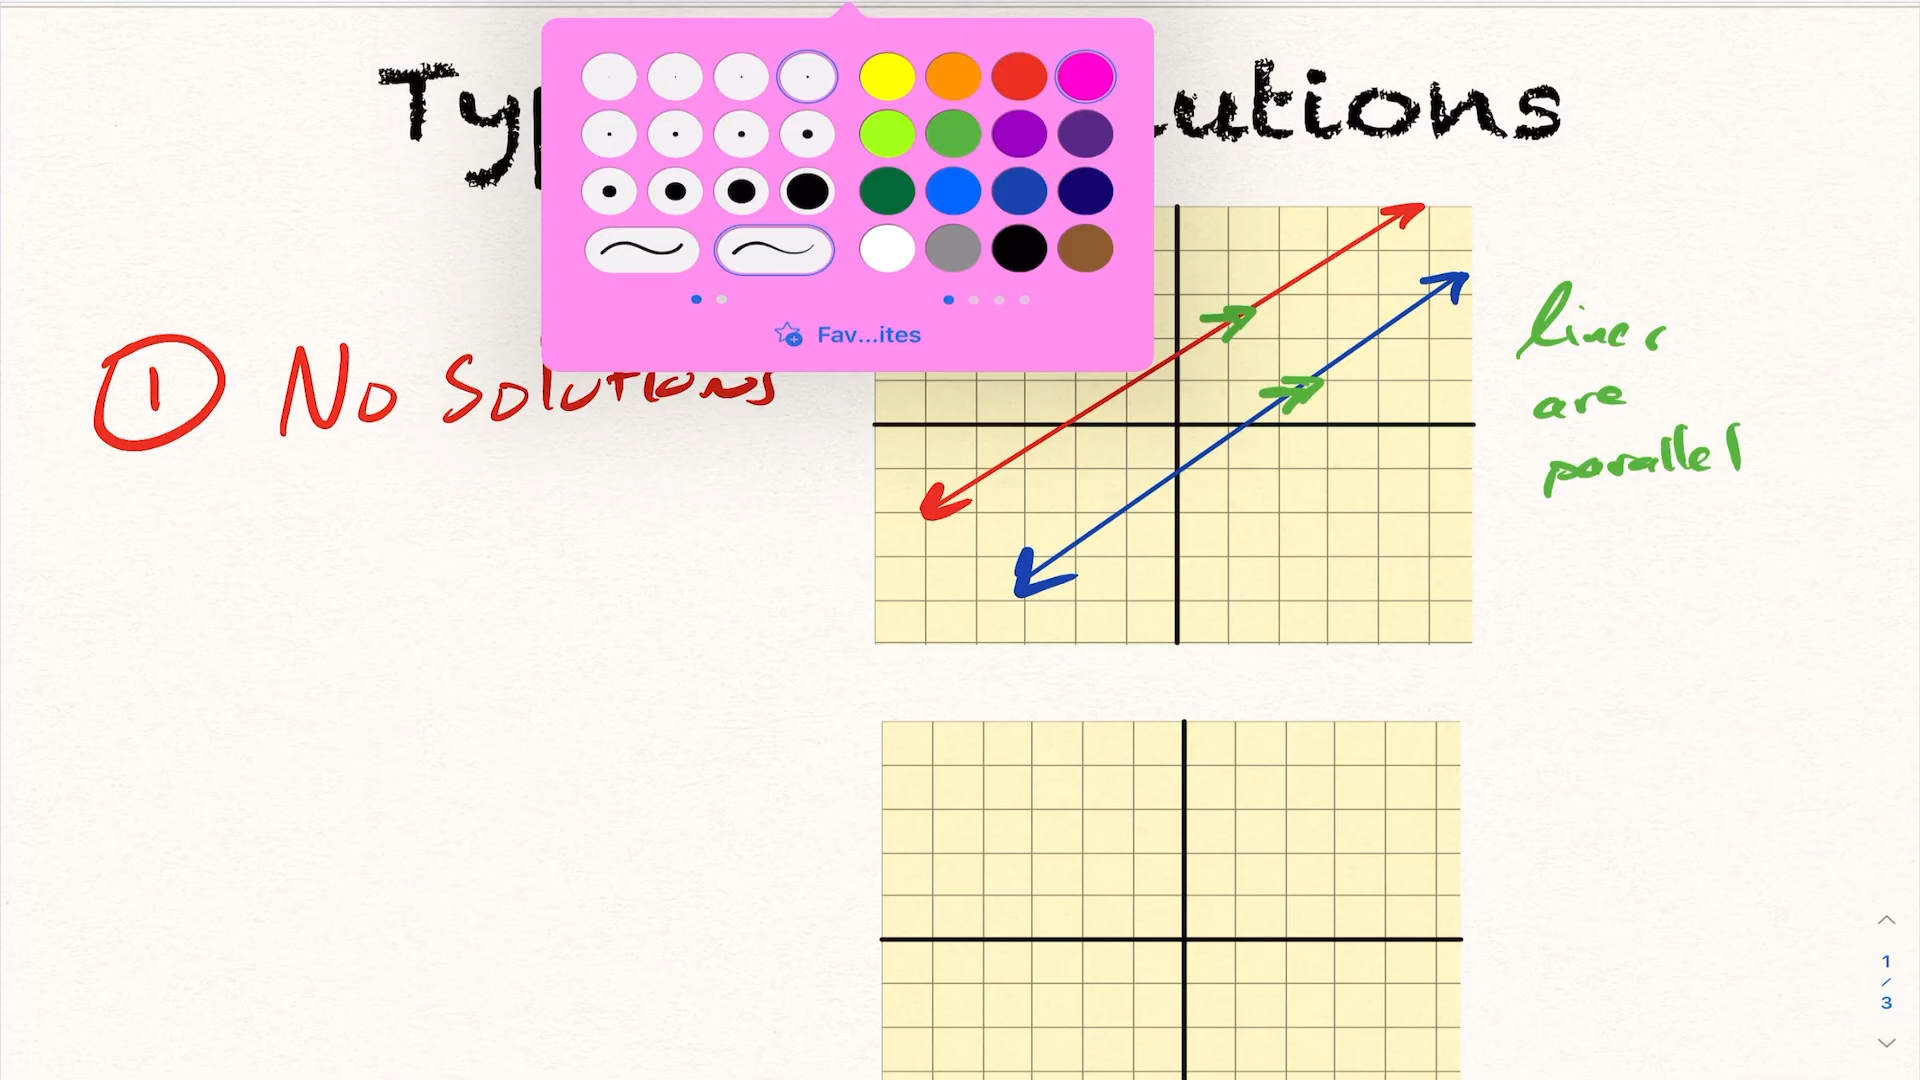 Ty utions
Fav...ites
1 No Solutions
lines
are
parallel
1
/
3